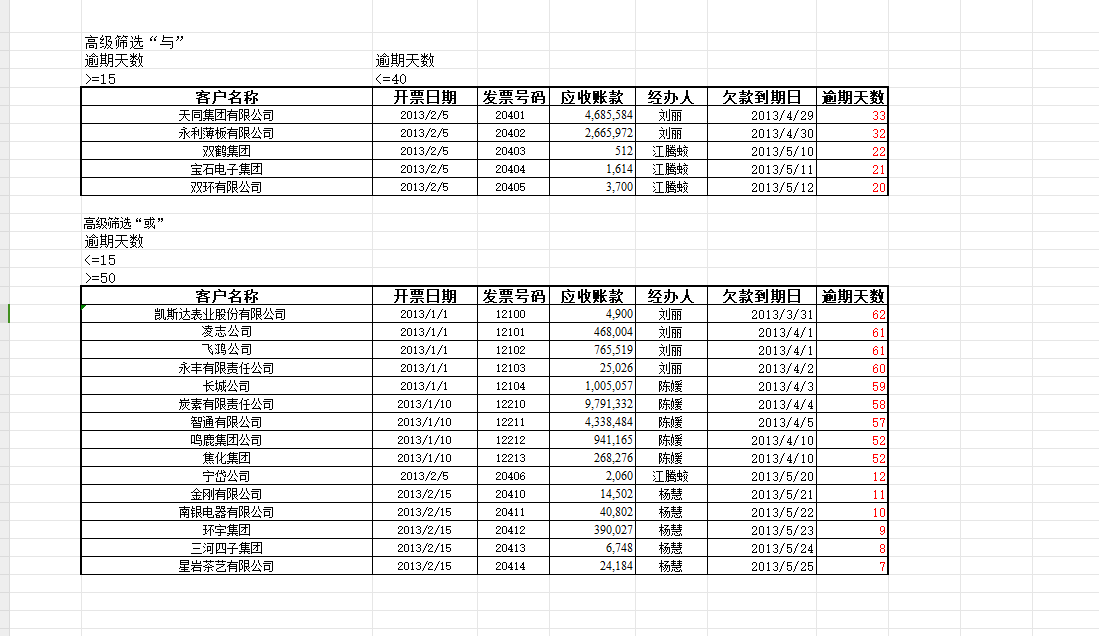 高级筛选“与”
逾期天数 逾期天数
>=15 <=40
客户名称 开票日期 发票号码 应收账款 经办人 欠款到期日 逾期天数
天同集团有限公司 2013/2/5 20401 4,685,584 刘丽 2013/4/29 33
永利薄板有限公司 2013/2/5 20402 2,665,972 刘丽 2013/4/30 32
双鹤集团 2013/2/5 20403 512 江腾蛟 2013/5/10 22
宝石电子集团 2013/2/5 20404 1,614 江腾蛟 2013/5/11 21
双环有限公司 2013/2/5 20405 3,700 江腾蛟 2013/5/12 20
高级筛选“或”
逾期天数
<=15
>=50
客户名称 开票日期 发票号码 应收账款 经办人 欠款到期日 逾期天数
凯斯达表业股份有限公司 2013/1/1 12100 4,900 刘丽 2013/3/31 62
凌志公司 2013/1/1 12101 468,004 刘丽 2013/4/1 61
飞鸿公司 2013/1/1 12102 765,519 刘丽 2013/4/1 61
永丰有限责任公司 2013/1/1 12103 25,026 刘丽 2013/4/2 60
长城公司 2013/1/1 12104 1,005,057 陈媛 2013/4/3 59
炭素有限责任公司 2013/1/10 12210 9,791,332 陈媛 2013/4/4 58
智通有限公司 2013/1/10 12211 4,338,484 陈媛 2013/4/5 57
鸣鹿集团公司 2013/1/10 12212 941,165 陈媛 2013/4/10 52
焦化集团 2013/1/10 12213 268,276 陈媛 2013/4/10 52
宁岱公司 2013/2/5 20406 2,060 江腾蛟 2013/5/20 12
金刚有限公司 2013/2/15 20410 14,502 杨慧 2013/5/21 11
南银电器有限公司 2013/2/15 20411 40,802 杨慧 2013/5/22 10
环宇集团 2013/2/15 20412 390,027 杨慧 2013/5/23 9
三河四子集团 2013/2/15 20413 6,748 杨慧 2013/5/24 8
星岩茶艺有限公司 2013/2/15 20414 24,184 杨慧 2013/5/25 7